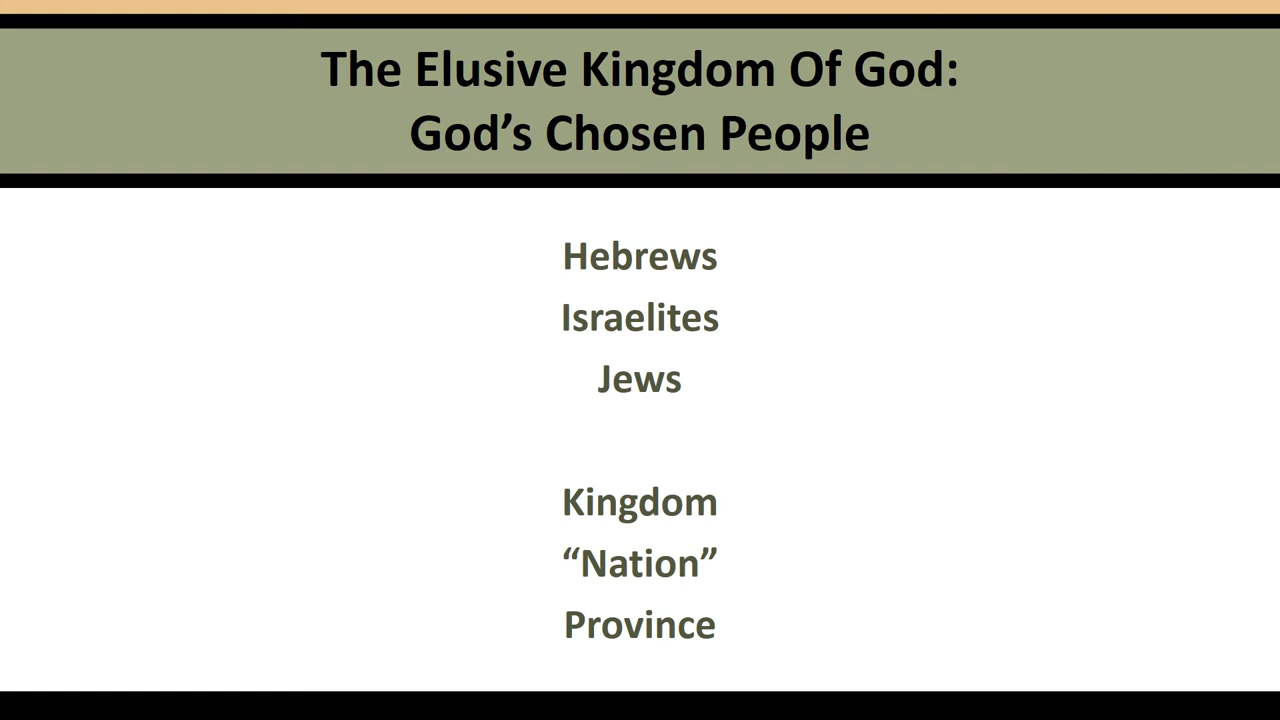 The Elusive Kingdom Of God:
God’s Chosen People
Hebrews
Israelites
Jews
Kingdom
“Nation”
Province